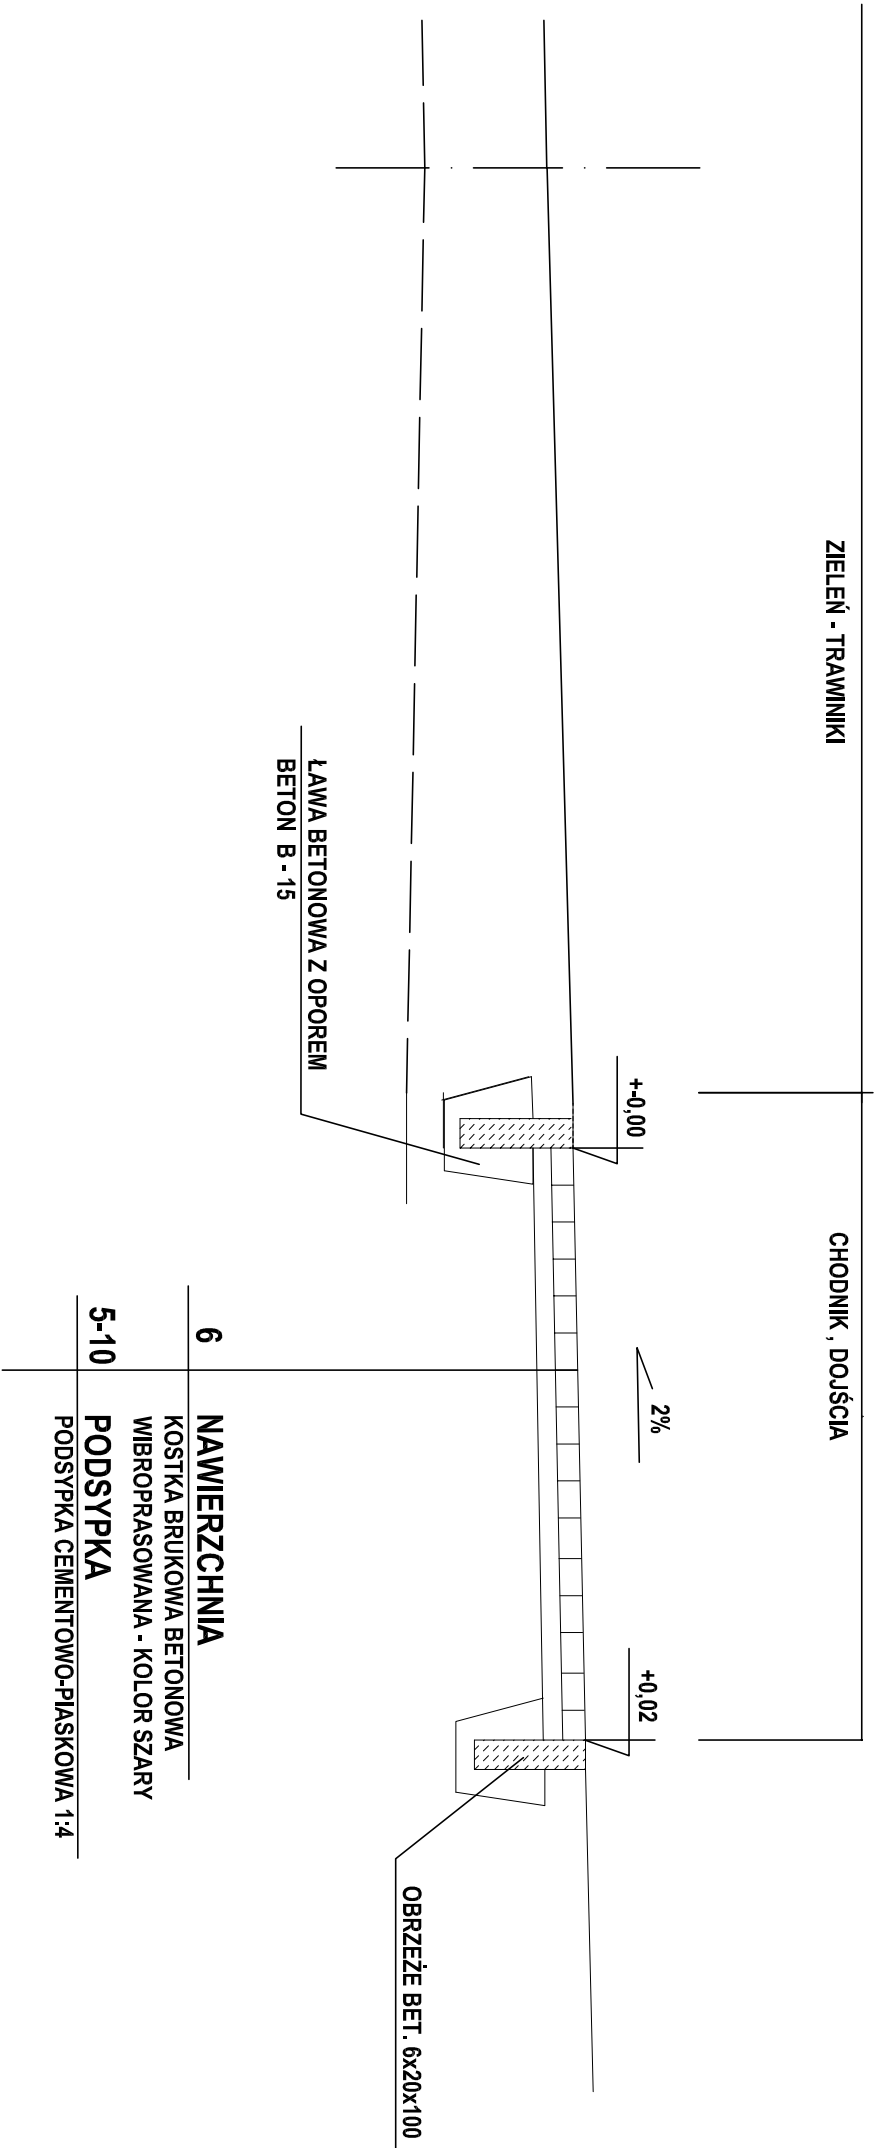 ZIELEŃ - TRAWINIKI
CHODNIK , DOJŚCIA
+-0,00
2%
+0,02
ŁAWA BETONOWA Z OPOREM
BETON B - 15
OBRZEŻE BET. 6x20x100
6 NAWIERZCHNIA
KOSTKA BRUKOWA BETONOWA
WIBROPRASOWANA - KOLOR SZARY
5-10 PODSYPKA
PODSYPKA CEMENTOWO-PIASKOWA 1:4